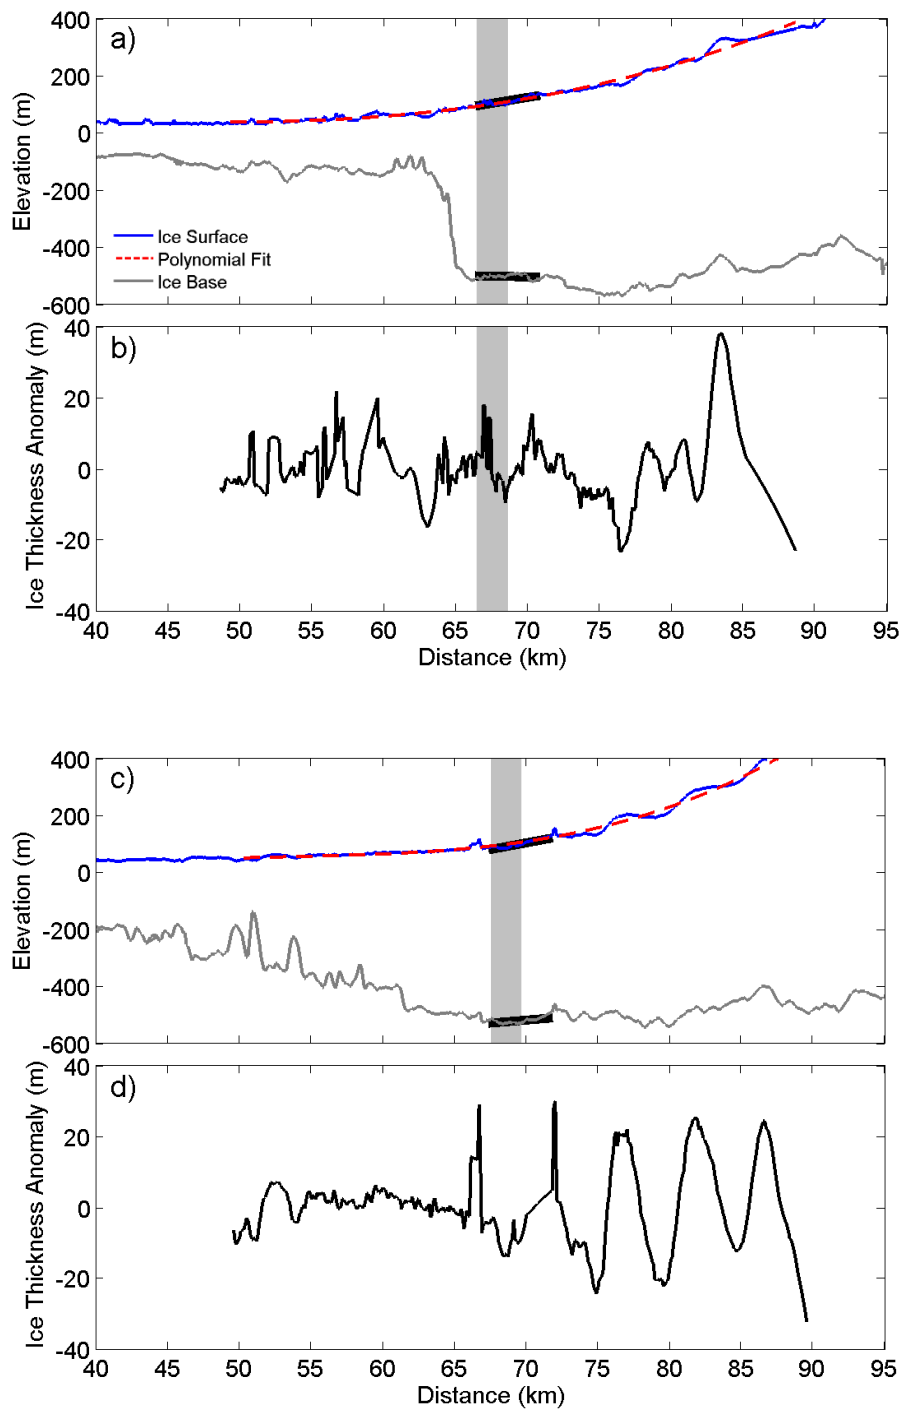 a)
400
200
0
-200
-400
-600
Elevation (m)
Ice Surface
Polynomial Fit
Ice Base
b)
40
20
0
-20
-40
Ice Thickness Anomaly (m)
40 45 50 55 60 65 70 75 80 85 90 95
Distance (km)
c)
400
200
0
-200
-400
-600
Elevation (m)
d)
40
20
0
-20
-40
Ice Thickness Anomaly (m)
40 45 50 55 60 65 70 75 80 85 90 95
Distance (km)